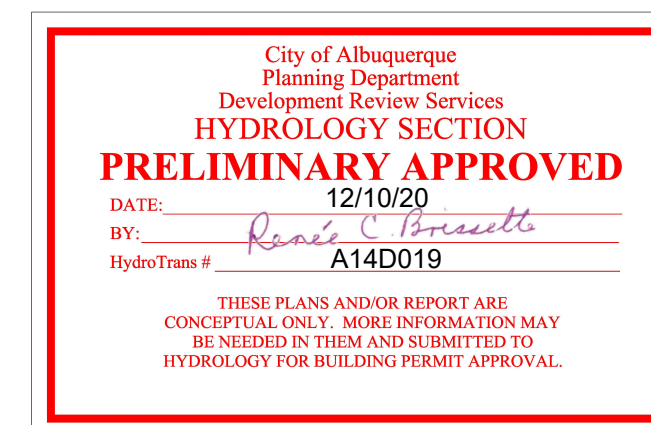 City of Albuquerque
Planning Department
Development Review Services
HYDROLOGY SECTION
PRELIMINARY APPROVED
DATE: 12/10/20
BY: Renée C. Brissette
HydroTrans # A14D019
THESE PLANS AND/OR REPORT ARE
CONCEPTUAL ONLY. MORE INFORMATION MAY
BE NEEDED IN THEM AND SUBMITTED TO
HYDROLOGY FOR BUILDING PERMIT APPROVAL.